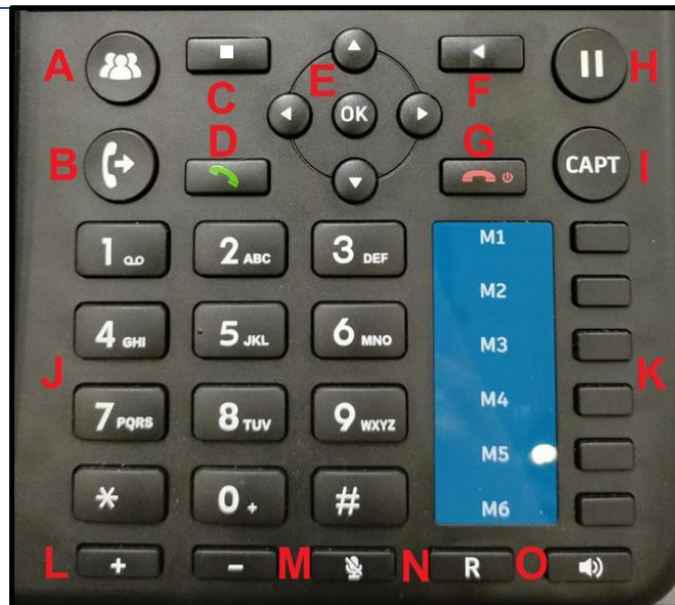 A H
C E F
OK
B D G CAPT I
1 2 ABC 3 DEF M1
M2
4 GHI 5 JKL 6 MNO M3
J K
7 PQRS 8 TUV 9 WXYZ M4
M5
* 0 + # M6
L + - M N R O